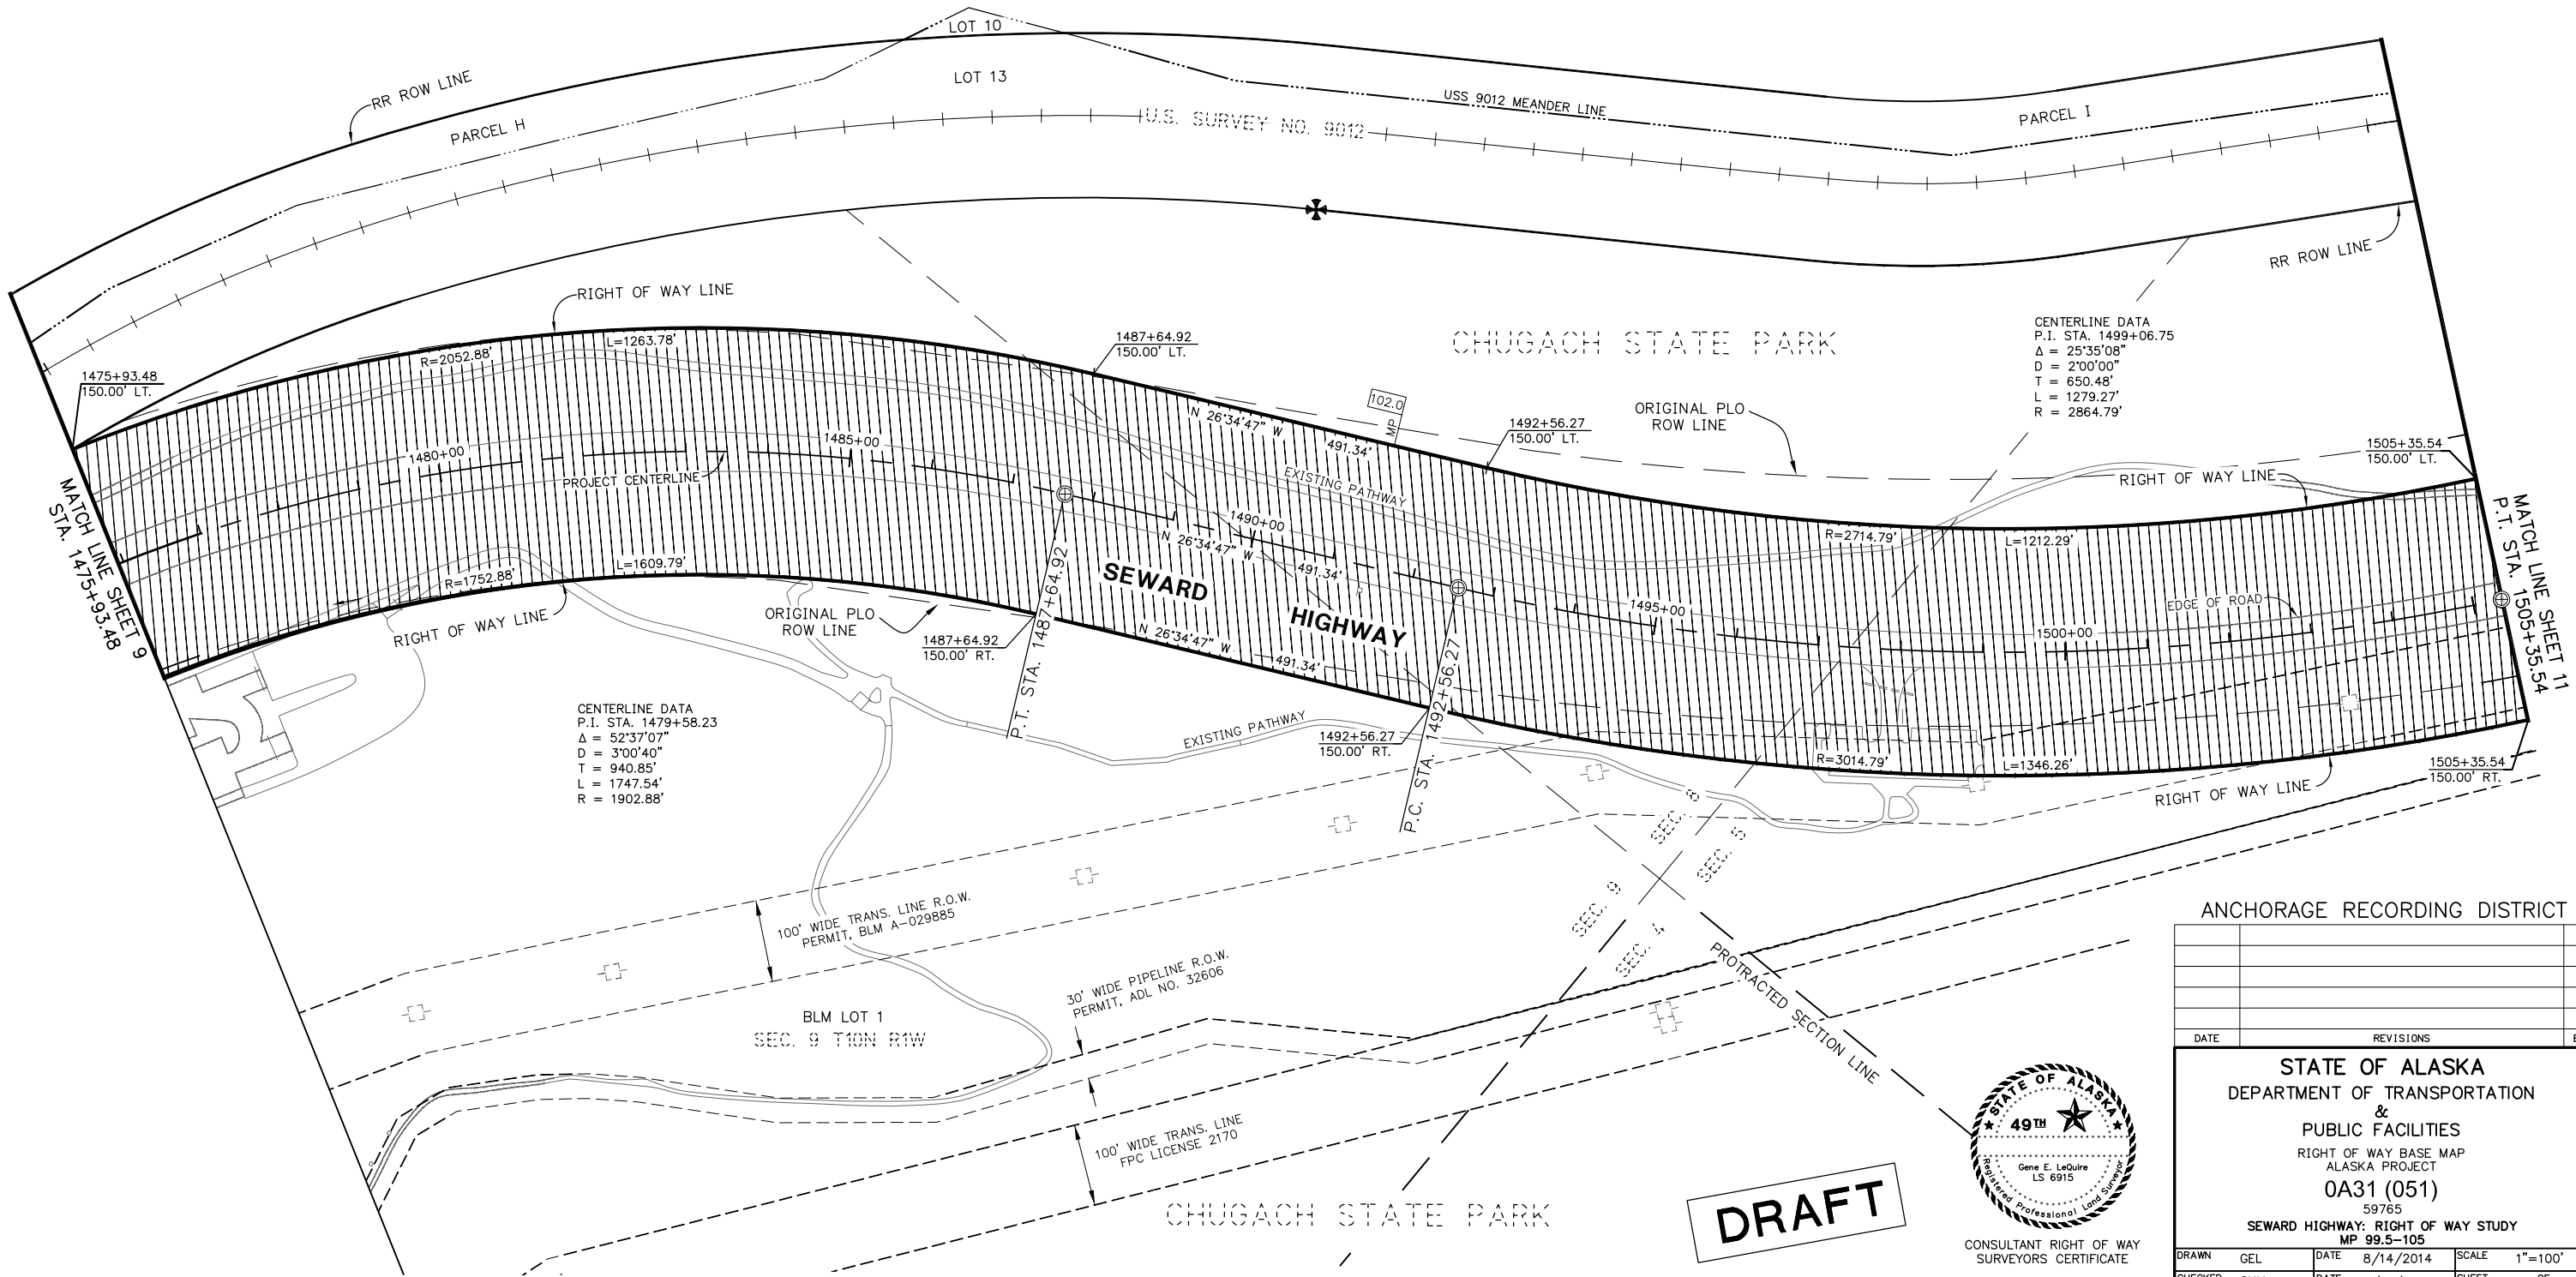 LOT 10
RR ROW LINE
LOT 13
PARCEL H
U.S. SURVEY NO. 9012
USS 9012 MEANDER LINE
PARCEL I
RR ROW LINE
RIGHT OF WAY LINE
CHUGACH STATE PARK
CENTERLINE DATA
P.I. STA. 1499+06.75
Δ = 25°35'08"
D = 2°00'00"
T = 650.48'
L = 1279.27'
R = 2864.79'
1475+93.48
150.00' LT.
R=2052.88'
L=1263.78'
1487+64.92
150.00' LT.
N 26°34'47" W
491.34'
102.0
MP
1492+56.27
150.00' LT.
ORIGINAL PLO
ROW LINE
1505+35.54
150.00' LT.
RIGHT OF WAY LINE
1480+00
1485+00
PROJECT CENTERLINE
EXISTING PATHWAY
1490+00
N 26°34'47" W
491.34'
R=2714.79'
L=1212.29'
MATCH LINE SHEET 9
STA. 1475+93.48
MATCH LINE SHEET 11
P.T. STA. 1505+35.54
R=1752.88'
L=1609.79'
RIGHT OF WAY LINE
ORIGINAL PLO
ROW LINE
1487+64.92
150.00' RT.
P.T. STA. 1487+64.92
SEWARD
HIGHWAY
N 26°34'47" W
491.34'
1495+00
1500+00
EDGE OF ROAD
P.C. STA. 1492+56.27
1492+56.27
150.00' RT.
EXISTING PATHWAY
R=3014.79'
L=1346.26'
RIGHT OF WAY LINE
1505+35.54
150.00' RT.
CENTERLINE DATA
P.I. STA. 1479+58.23
Δ = 52°37'07"
D = 3°00'40"
T = 940.85'
L = 1747.54'
R = 1902.88'
SEC. 5
SEC. 9
SEC. 4
100' WIDE TRANS. LINE R.O.W.
PERMIT, BLM A-029885
30' WIDE PIPELINE R.O.W.
PERMIT, ADL NO. 32606
BLM LOT 1
SEC. 9 T10N R1W
PROTRACTED SECTION LINE
100' WIDE TRANS. LINE
FPC LICENSE 2170
CHUGACH STATE PARK
DRAFT
STATE OF ALASKA
49TH
Gene E. LeQuire
LS 6915
Registered Professional Land Surveyor
CONSULTANT RIGHT OF WAY
SURVEYORS CERTIFICATE
ANCHORAGE RECORDING DISTRICT
DATE REVISIONS
STATE OF ALASKA
DEPARTMENT OF TRANSPORTATION
&
PUBLIC FACILITIES
RIGHT OF WAY BASE MAP
ALASKA PROJECT
0A31 (051)
59765
SEWARD HIGHWAY: RIGHT OF WAY STUDY
MP 99.5-105
DRAWN GEL DATE 8/14/2014 SCALE 1"=100'